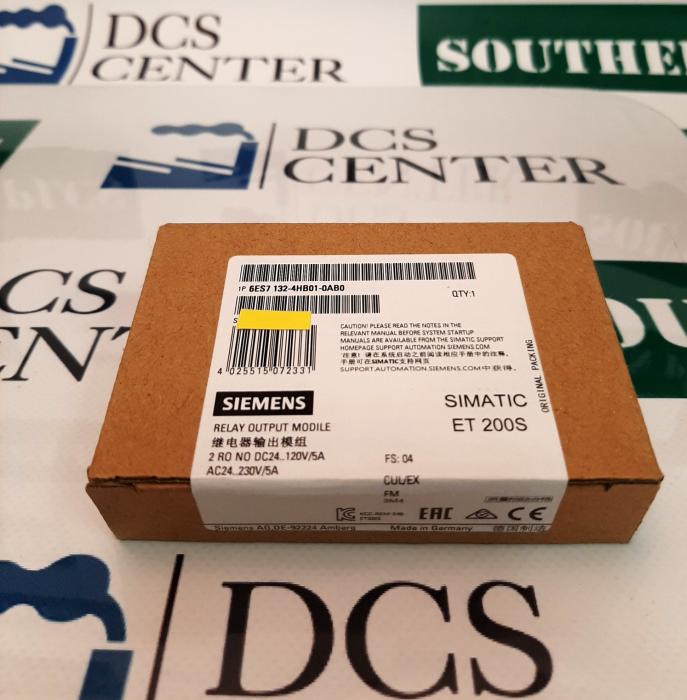 DCS
CENTER
SOUTHE
DCS
CENTER
CS
ENT
OU
1P 6ES7 132-4HB01-0AB0
QTY:1
S
4 025515 072331
CAUTION! PLEASE READ THE NOTES IN THE
RELEVANT MANUAL BEFORE SYSTEM STARTUP
MANUALS ARE AVAILABLE FROM THE SIMATIC SUPPORT
HOMEPAGE SUPPORT.AUTOMATION.SIEMENS.COM
注意! 请在系统启动之前阅读相应手册中的注释。
手册可在SIMATIC支持网页
SUPPORT.AUTOMATION.SIEMENS.COM中获得。
ORIGINAL PACKING
SIEMENS
SIMATIC
ET 200S
RELAY OUTPUT MODILE
继电器输出模组
2 RO NO DC24..120V/5A
AC24..230V/5A
FS: 04
CUL/EX
FM
EAC
CE
Siemens AG,DE-92224 Amberg
Made in Germany
德国制造
DCS